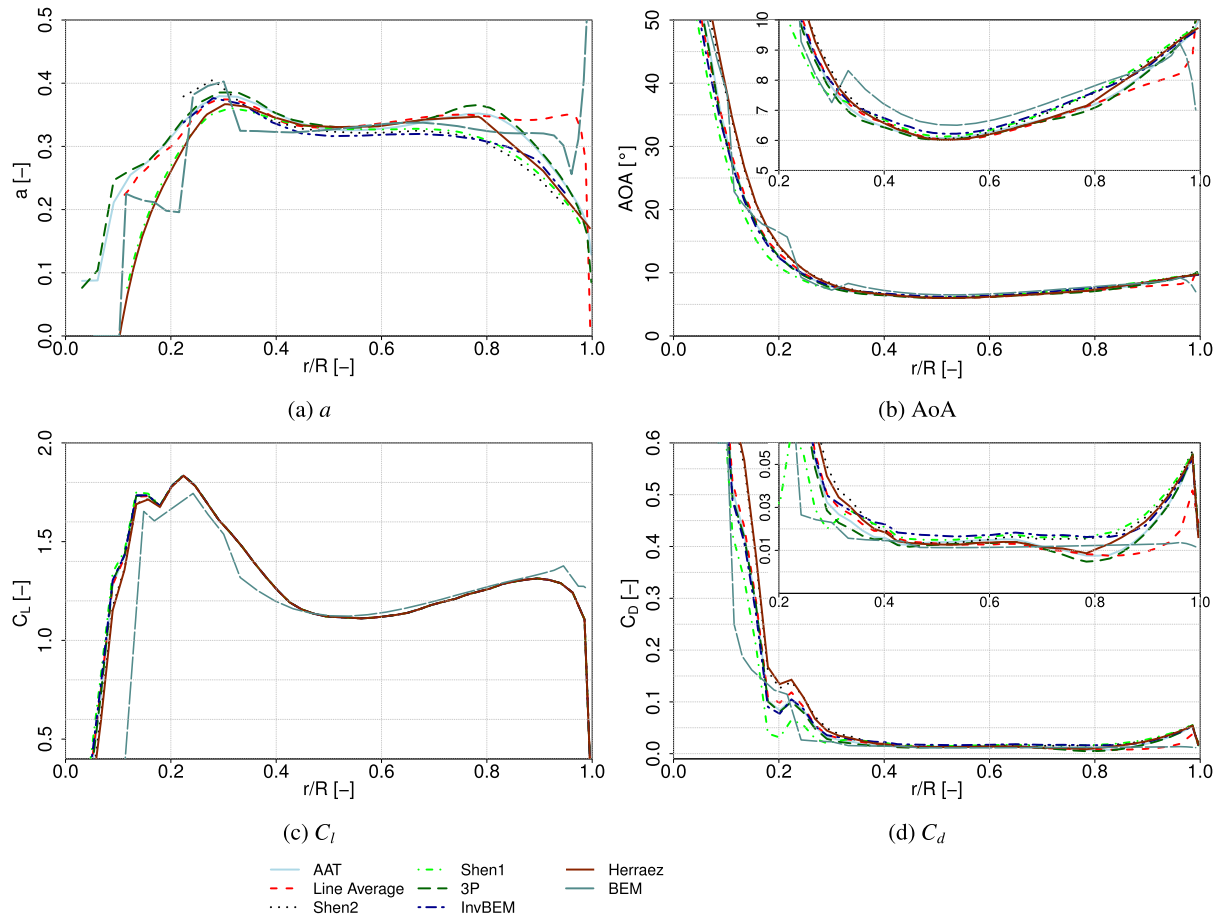 a [−]
0.0 0.1 0.2 0.3 0.4 0.5
0.0 0.2 0.4 0.6 0.8 1.0
r/R [−]
(a) a
AOA [°]
0 10 20 30 40 50
5 6 7 8 9 10
0.2 0.4 0.6 0.8 1.0
0.0 0.2 0.4 0.6 0.8 1.0
r/R [−]
(b) AoA
C_L [−]
0.5 1.0 1.5 2.0
0.0 0.2 0.4 0.6 0.8 1.0
r/R [−]
(c) C_l
C_D [−]
0.0 0.1 0.2 0.3 0.4 0.5 0.6
0.01 0.03 0.05
0.2 0.4 0.6 0.8 1.0
0.0 0.2 0.4 0.6 0.8 1.0
r/R [−]
(d) C_d
AAT Shen1 Herraez
Line Average 3P BEM
Shen2 InvBEM